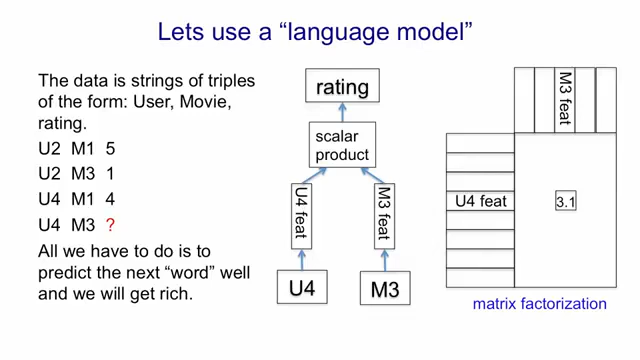 Lets use a “language model”
The data is strings of triples
of the form: User, Movie,
rating.
U2 M1 5
U2 M3 1
U4 M1 4
U4 M3 ?
All we have to do is to
predict the next “word” well
and we will get rich.
rating
scalar
product
U4 feat
M3 feat
U4
M3
M3 feat
U4 feat
3.1
matrix factorization